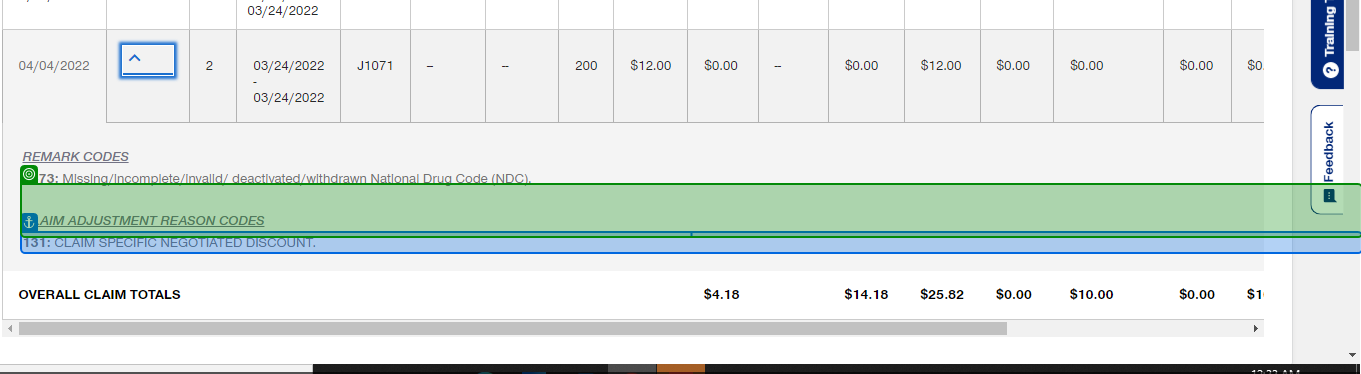 03/24/2022
04/04/2022 2 03/24/2022 - 03/24/2022 J1071 -- -- 200 $12.00 $0.00 -- $0.00 $12.00 $0.00 $0.00 $0.00 $0.
REMARK CODES
73: Missing/incomplete/invalid/ deactivated/withdrawn National Drug Code (NDC).
AIM ADJUSTMENT REASON CODES
131: CLAIM SPECIFIC NEGOTIATED DISCOUNT.
OVERALL CLAIM TOTALS $4.18 $14.18 $25.82 $0.00 $10.00 $0.00 $1
? Training
Feedback